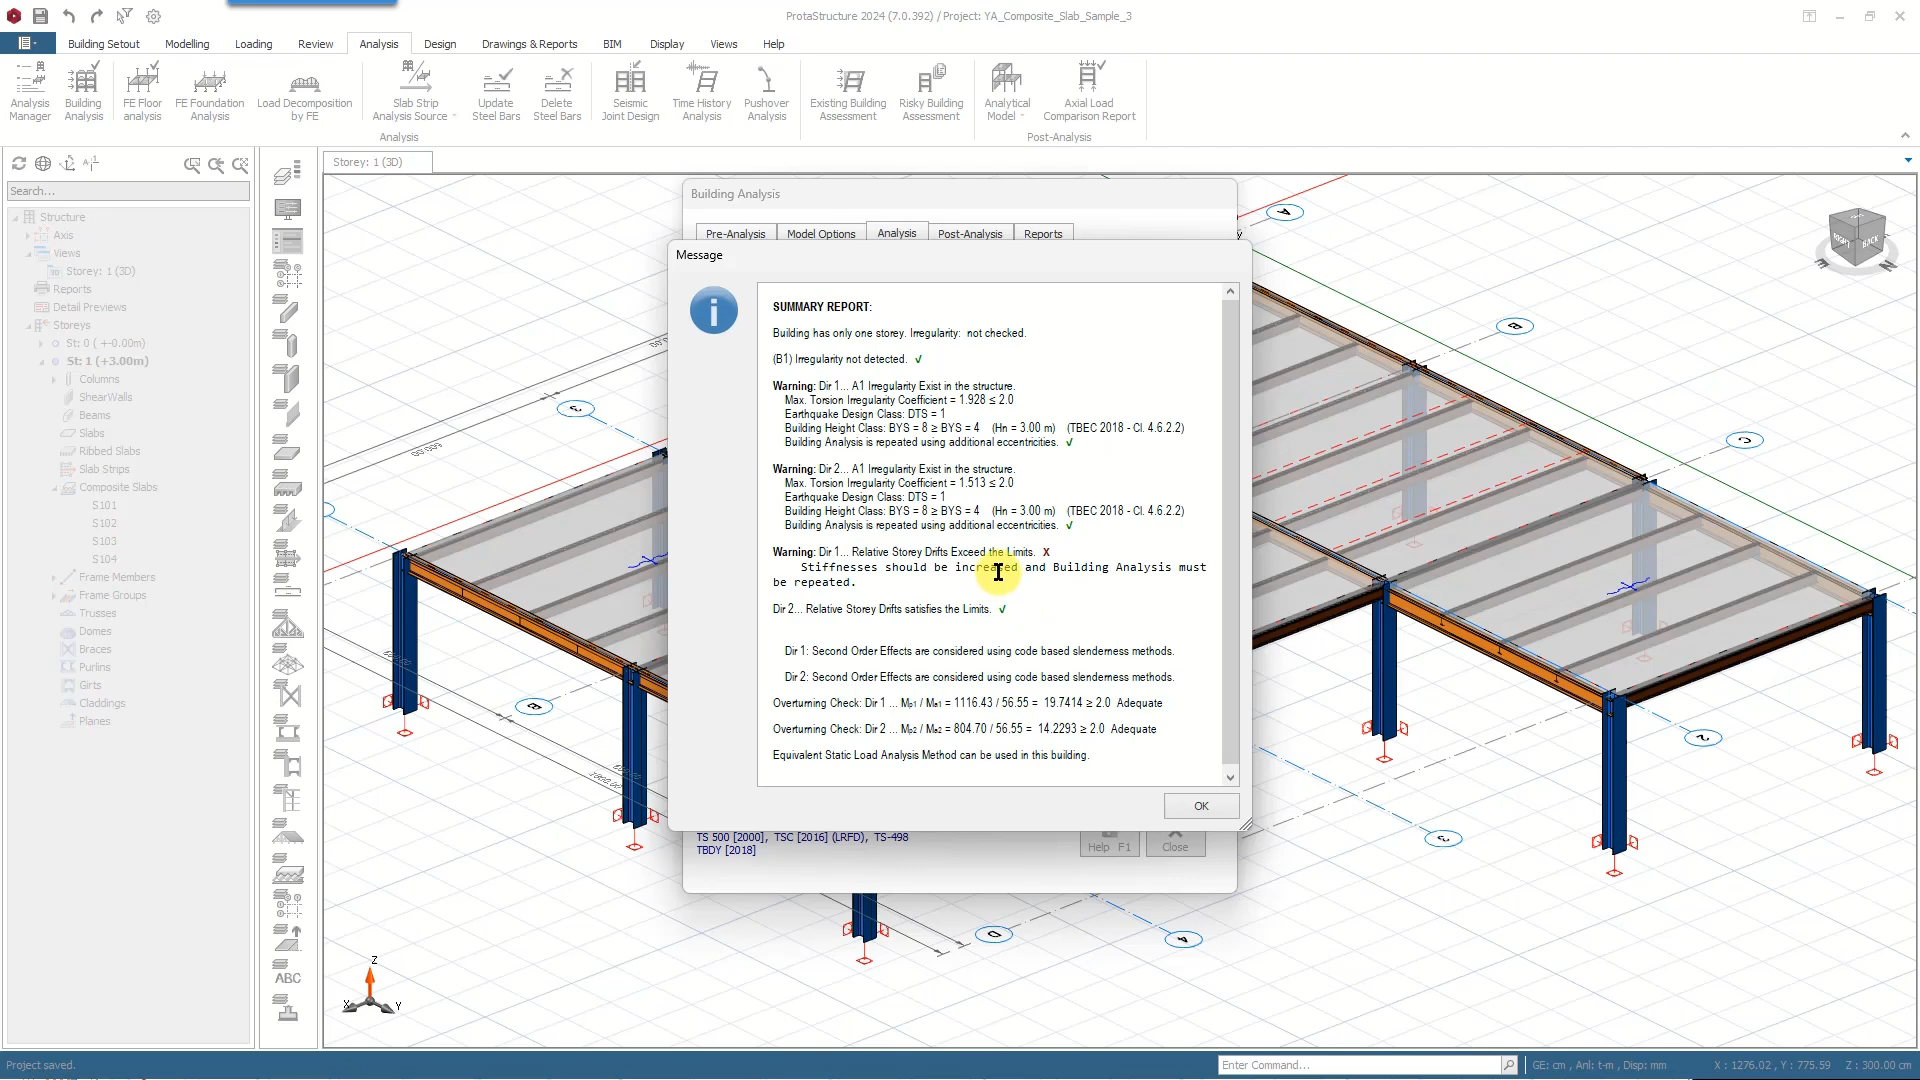 ProtaStructure 2024 (7.0.392) / Project: YA_Composite_Slab_Sample_3
Building Setout
Modelling
Loading
Review
Analysis
Design
Drawings & Reports
BIM
Display
Views
Help
Analysis Manager
Building Analysis
FE Floor analysis
FE Foundation Analysis
Load Decomposition by FE
Slab Strip Analysis Source
Update Steel Bars
Delete Steel Bars
Seismic Joint Design
Time History Analysis
Pushover Analysis
Existing Building Assessment
Risky Building Assessment
Analytical Model
Axial Load Comparison Report
Analysis
Post-Analysis
Search...
Structure
Axis
Views
Storey: 1 (3D)
Reports
Detail Previews
Storeys
St: 0 ( +-0.00m)
St: 1 (+3.00m)
Columns
ShearWalls
Beams
Slabs
Ribbed Slabs
Slab Strips
Composite Slabs
S101
S102
S103
S104
Frame Members
Frame Groups
Trusses
Domes
Braces
Purlins
Girts
Claddings
Planes
ABC
Storey: 1 (3D)
Building Analysis
Pre-Analysis
Model Options
Analysis
Post-Analysis
Reports
Message
SUMMARY REPORT:
Building has only one storey. Irregularity: not checked.
(B1) Irregularity not detected. √
Warning: Dir 1... A1 Irregularity Exist in the structure.
Max. Torsion Irregularity Coefficient = 1.928 ≤ 2.0
Earthquake Design Class: DTS = 1
Building Height Class: BYS = 8 ≥ BYS = 4 (Hn = 3.00 m) (TBEC 2018 - Cl. 4.6.2.2)
Building Analysis is repeated using additional eccentricities. √
Warning: Dir 2... A1 Irregularity Exist in the structure.
Max. Torsion Irregularity Coefficient = 1.513 ≤ 2.0
Earthquake Design Class: DTS = 1
Building Height Class: BYS = 8 ≥ BYS = 4 (Hn = 3.00 m) (TBEC 2018 - Cl. 4.6.2.2)
Building Analysis is repeated using additional eccentricities. √
Warning: Dir 1... Relative Storey Drifts Exceed the Limits. X
Stiffnesses should be increased and Building Analysis must
be repeated.
Dir 2... Relative Storey Drifts satisfies the Limits. √
Dir 1: Second Order Effects are considered using code based slenderness methods.
Dir 2: Second Order Effects are considered using code based slenderness methods.
Overturning Check: Dir 1 ... Mp1 / Ma1 = 1116.43 / 56.55 = 19.7414 ≥ 2.0 Adequate
Overturning Check: Dir 2 ... Mp2 / Ma2 = 804.70 / 56.55 = 14.2293 ≥ 2.0 Adequate
Equivalent Static Load Analysis Method can be used in this building.
OK
TS 500 [2000], TSC [2016] (LRFD), TS-498
TBDY [2018]
Help F1
Close
A
B
C
3
B
2
3
D
4
600.00
RIGHT
BACK
Z
X
Y
Project saved.
Enter Command...
GE: cm , Anl: t-m , Disp: mm
X : 1276.02 , Y : 775.59 Z : 300.00 cm